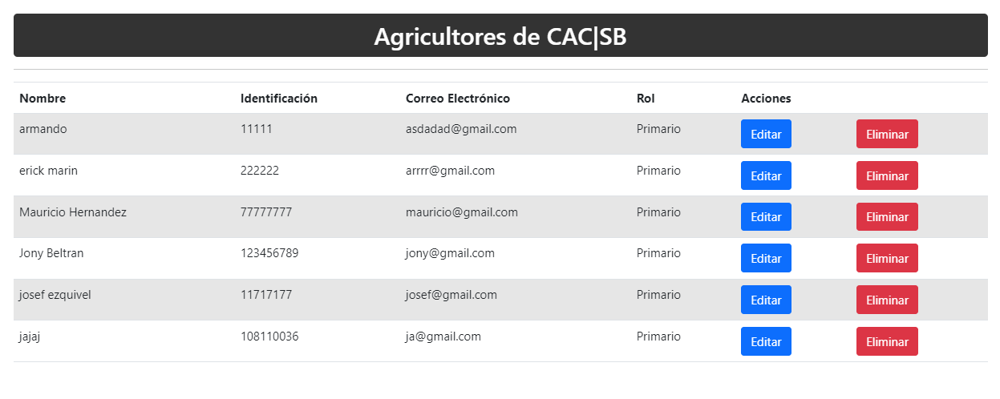 Agricultores de CAC|SB
Nombre Identificación Correo Electrónico Rol Acciones
armando 11111 asdadad@gmail.com Primario Editar Eliminar
erick marin 222222 arrrr@gmail.com Primario Editar Eliminar
Mauricio Hernandez 77777777 mauricio@gmail.com Primario Editar Eliminar
Jony Beltran 123456789 jony@gmail.com Primario Editar Eliminar
josef ezquivel 11717177 josef@gmail.com Primario Editar Eliminar
jajaj 108110036 ja@gmail.com Primario Editar Eliminar